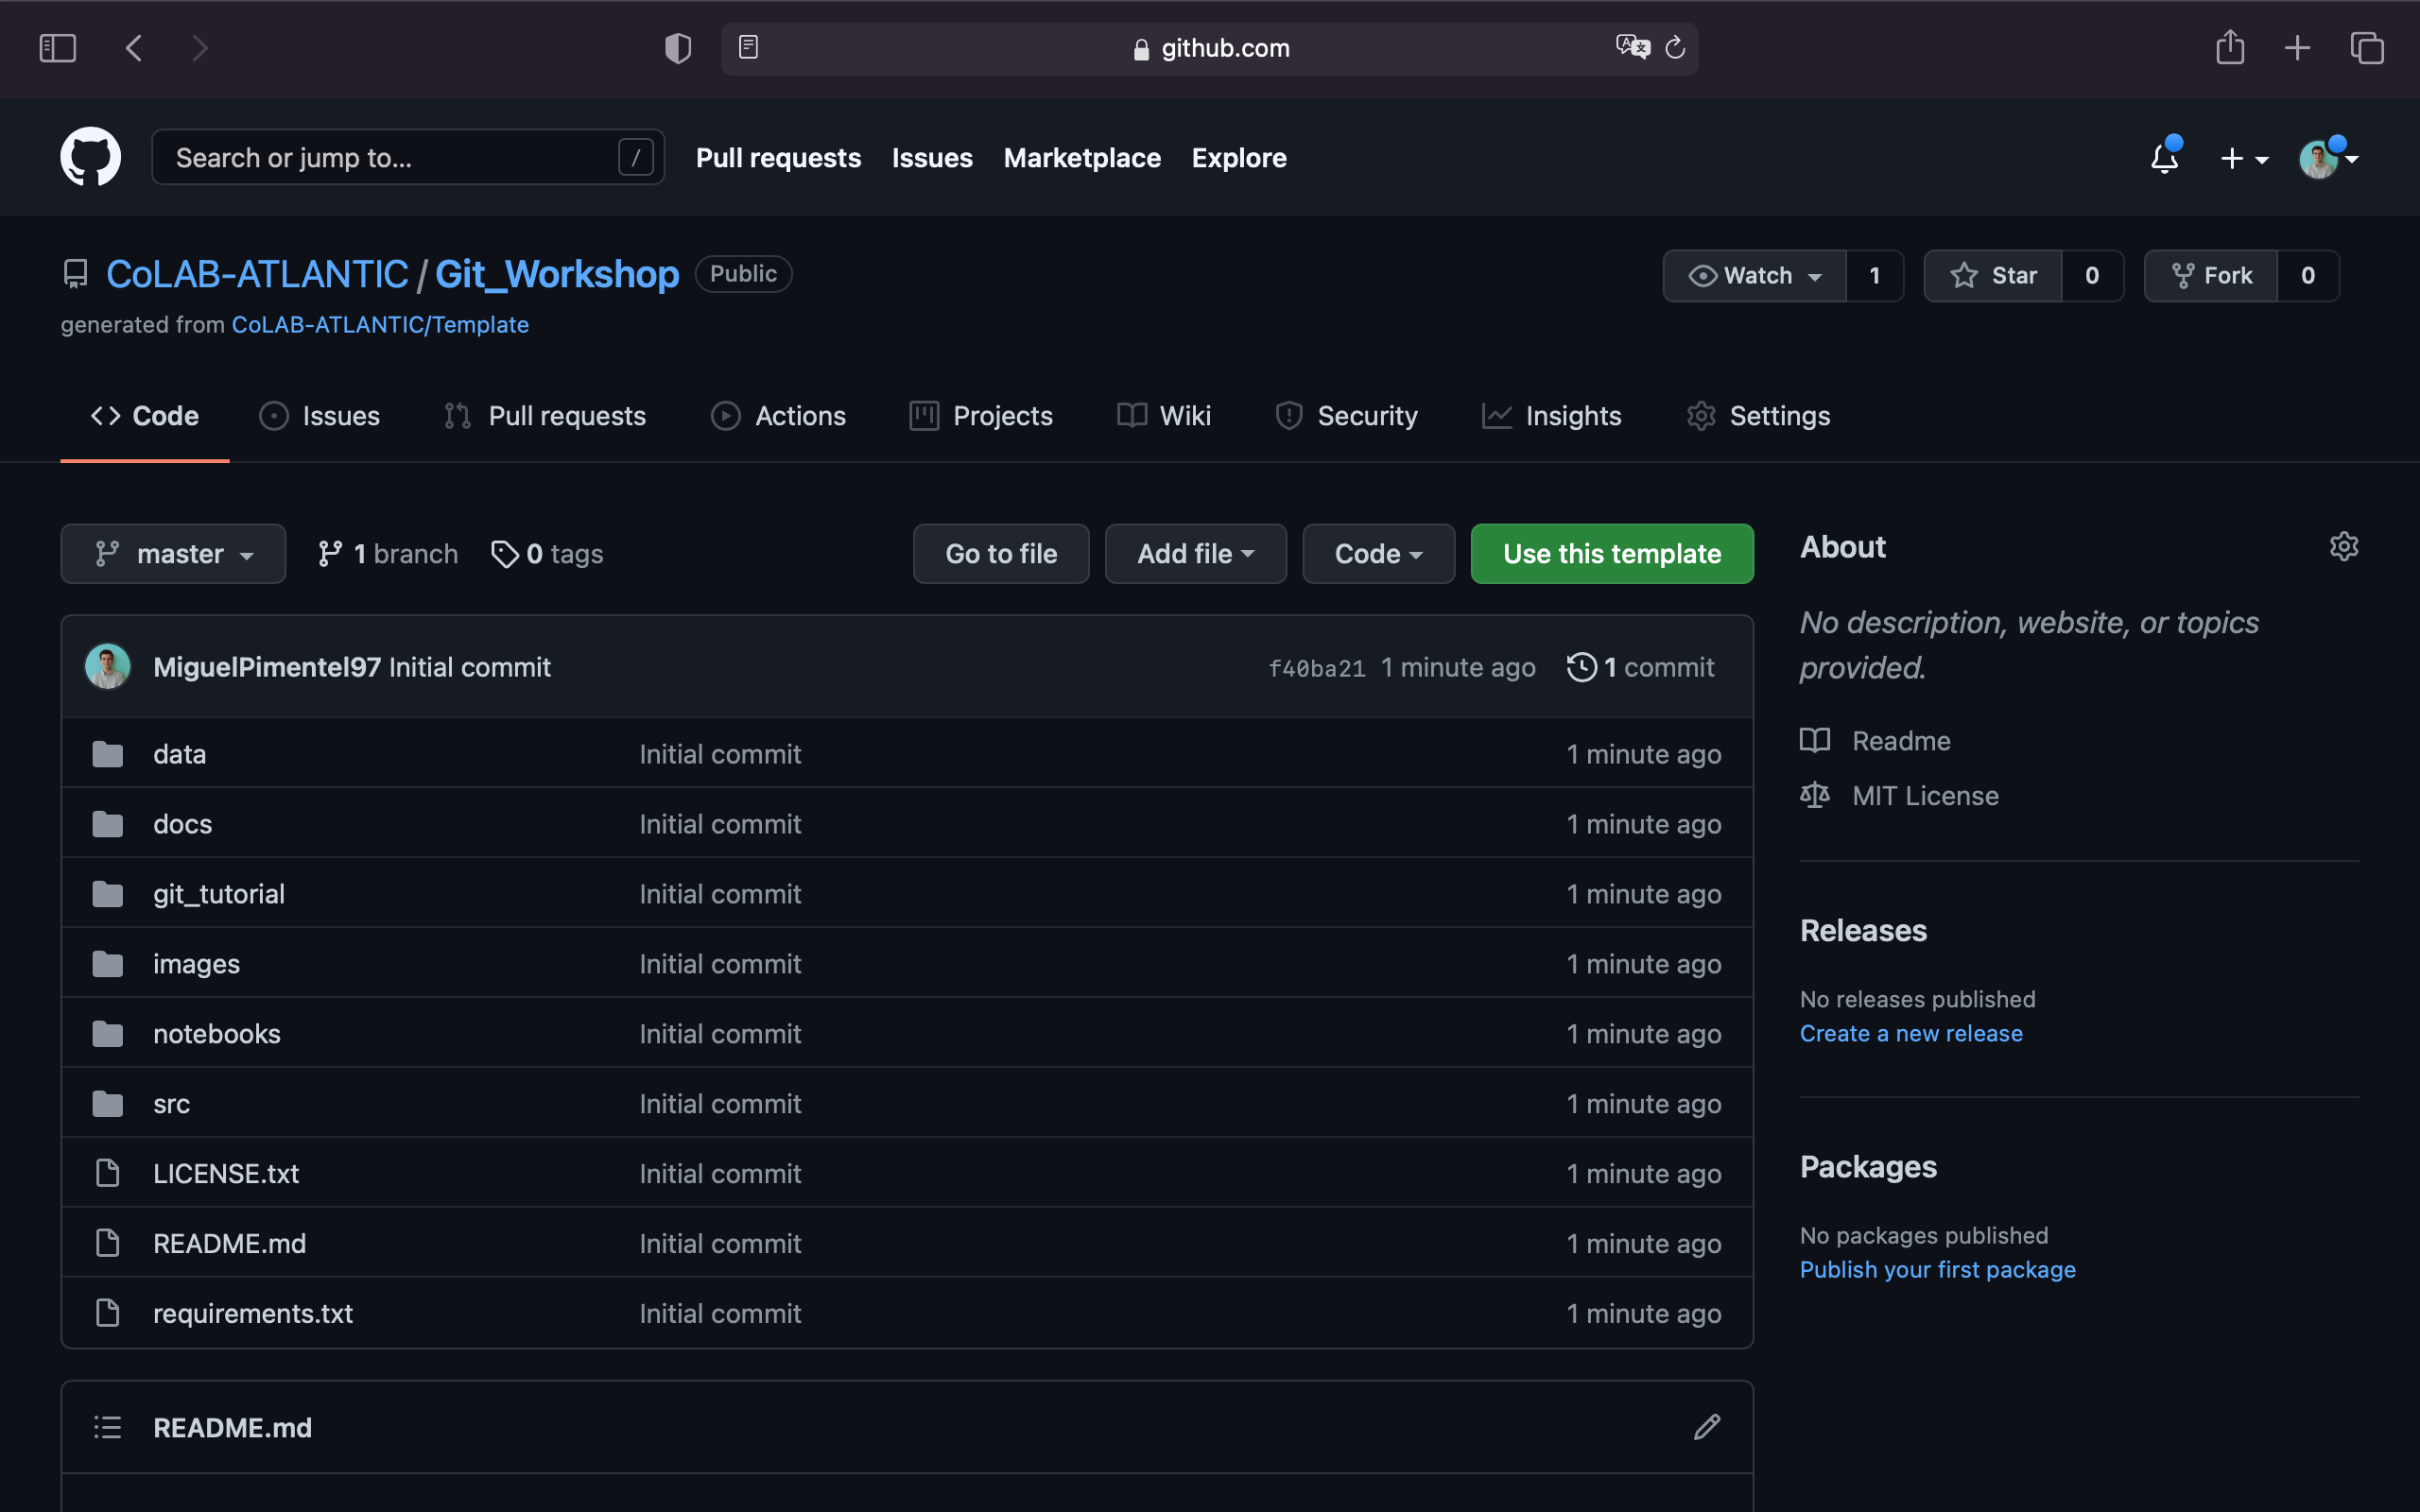 github.com
Search or jump to... /
Pull requests Issues Marketplace Explore
CoLAB-ATLANTIC / Git_Workshop Public
Watch 1 Star 0 Fork 0
generated from CoLAB-ATLANTIC/Template
Code Issues Pull requests Actions Projects Wiki Security Insights Settings
master 1 branch 0 tags
Go to file Add file Code Use this template
MiguelPimentel97 Initial commit f40ba21 1 minute ago 1 commit
data Initial commit 1 minute ago
docs Initial commit 1 minute ago
git_tutorial Initial commit 1 minute ago
images Initial commit 1 minute ago
notebooks Initial commit 1 minute ago
src Initial commit 1 minute ago
LICENSE.txt Initial commit 1 minute ago
README.md Initial commit 1 minute ago
requirements.txt Initial commit 1 minute ago
README.md
About
No description, website, or topics
provided.
Readme
MIT License
Releases
No releases published
Create a new release
Packages
No packages published
Publish your first package